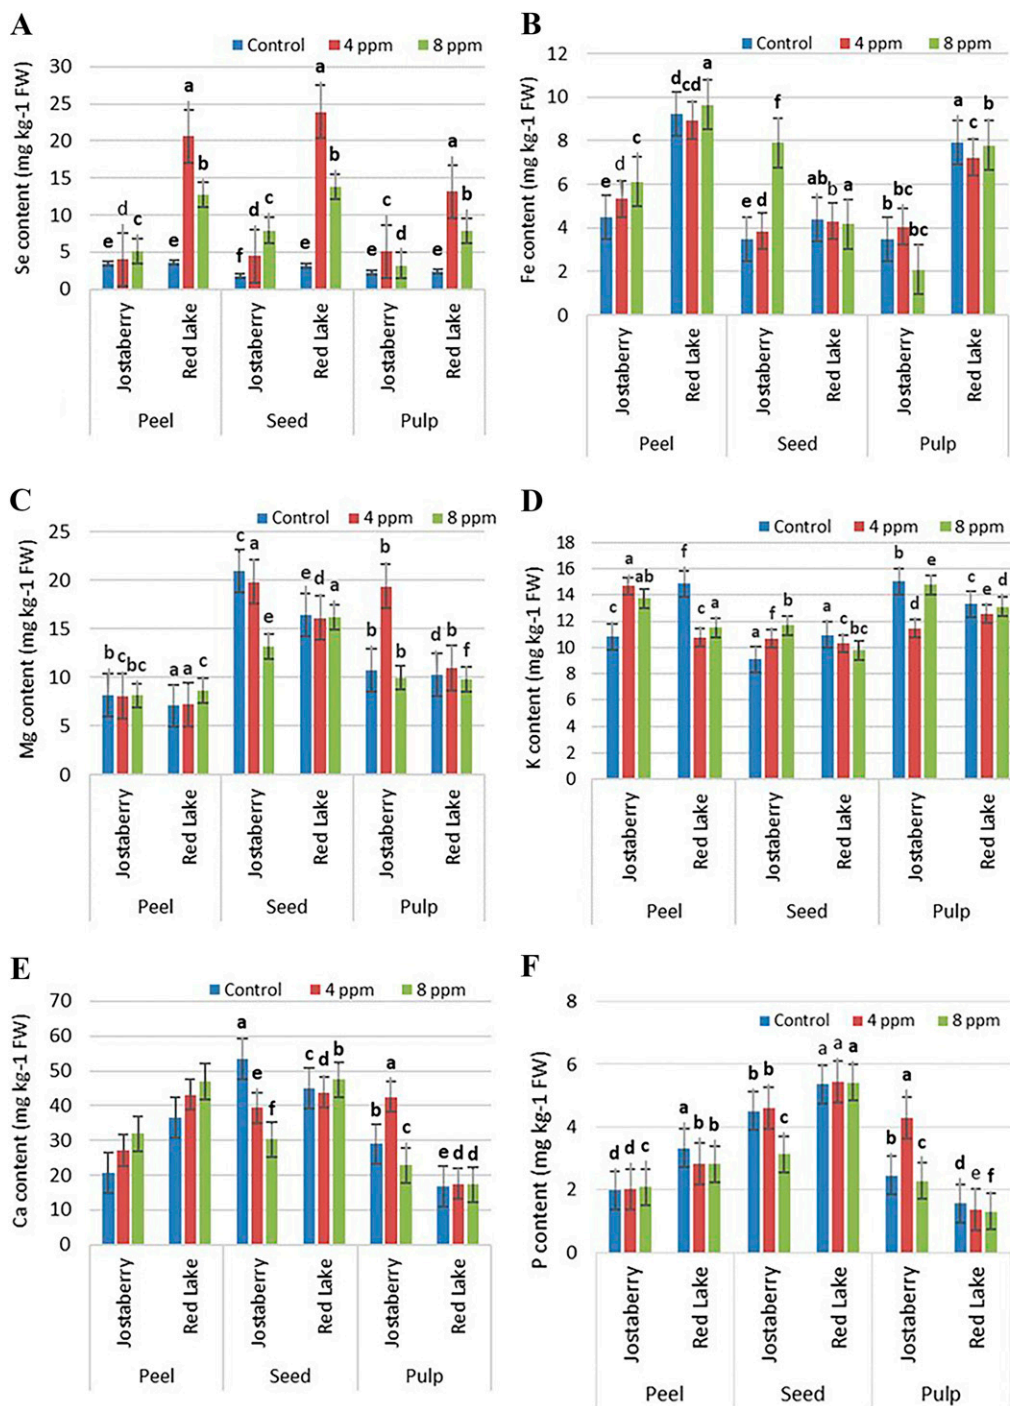 A
Control 4 ppm 8 ppm
Se content (mg kg-1 FW)
30
25
20
15
10
5
0
e d c e a b f d c e a b e c d e a b
Jostaberry Red Lake Jostaberry Red Lake Jostaberry Red Lake
Peel Seed Pulp
B
Control 4 ppm 8 ppm
Fe content (mg kg-1 FW)
12
10
8
6
4
2
0
e d c d cd a e d f ab b a b bc bc a c b
Jostaberry Red Lake Jostaberry Red Lake Jostaberry Red Lake
Peel Seed Pulp
C
Control 4 ppm 8 ppm
Mg content (mg kg-1 FW)
25
20
15
10
5
0
b c bc a a c c a e e d a b b b d b f
Jostaberry Red Lake Jostaberry Red Lake Jostaberry Red Lake
Peel Seed Pulp
D
Control 4 ppm 8 ppm
K content (mg kg-1 FW)
18
16
14
12
10
8
6
4
2
0
c a ab f c a a f b a c bc b d e c e d
Jostaberry Red Lake Jostaberry Red Lake Jostaberry Red Lake
Peel Seed Pulp
E
Control 4 ppm 8 ppm
Ca content (mg kg-1 FW)
70
60
50
40
30
20
10
0
a e f c d b b a c e d d
Jostaberry Red Lake Jostaberry Red Lake Jostaberry Red Lake
Peel Seed Pulp
F
Control 4 ppm 8 ppm
P content (mg kg-1 FW)
8
6
4
2
0
d d c a b b b b c a a a b a c d e f
Jostaberry Red Lake Jostaberry Red Lake Jostaberry Red Lake
Peel Seed Pulp